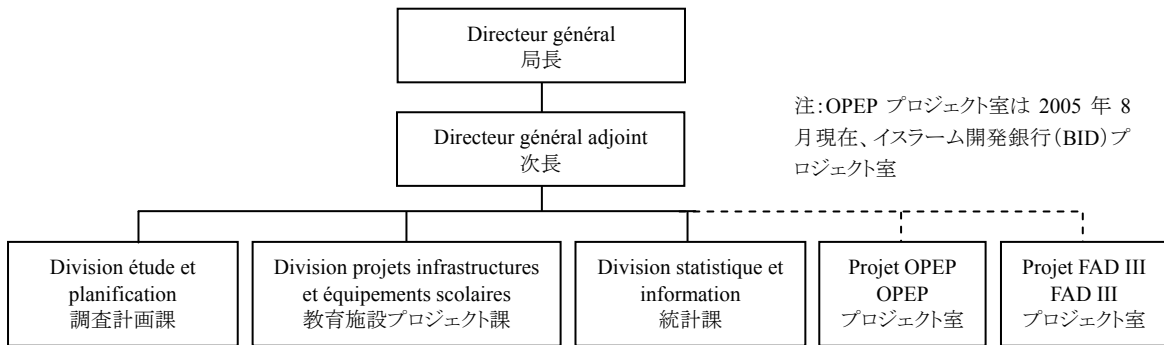 Directeur général
局長
注:OPEP プロジェクト室は 2005 年 8
月現在、イスラーム開発銀行(BID)プ
ロジェクト室
Directeur général adjoint
次長
Division étude et
planification
調査計画課
Division projets infrastructures
et équipements scolaires
教育施設プロジェクト課
Division statistique et
information
統計課
Projet OPEP
OPEP
プロジェクト室
Projet FAD III
FAD III
プロジェクト室